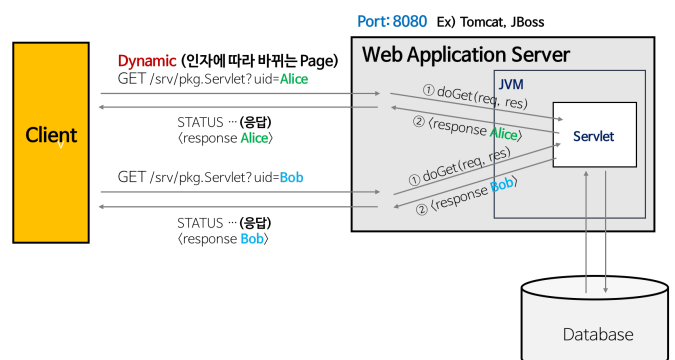 Port: 8080 Ex) Tomcat, JBoss
Web Application Server
Dynamic (인자에 따라 바뀌는 Page)
GET /srv/pkg.Servlet? uid=Alice
JVM
① doGet(req, res)
② ⟨response Alice⟩
STATUS ··· (응답)
⟨response Alice⟩
Client
Servlet
GET /srv/pkg.Servlet? uid=Bob
① doGet(req, res)
② ⟨response Bob⟩
STATUS ··· (응답)
⟨response Bob⟩
Database